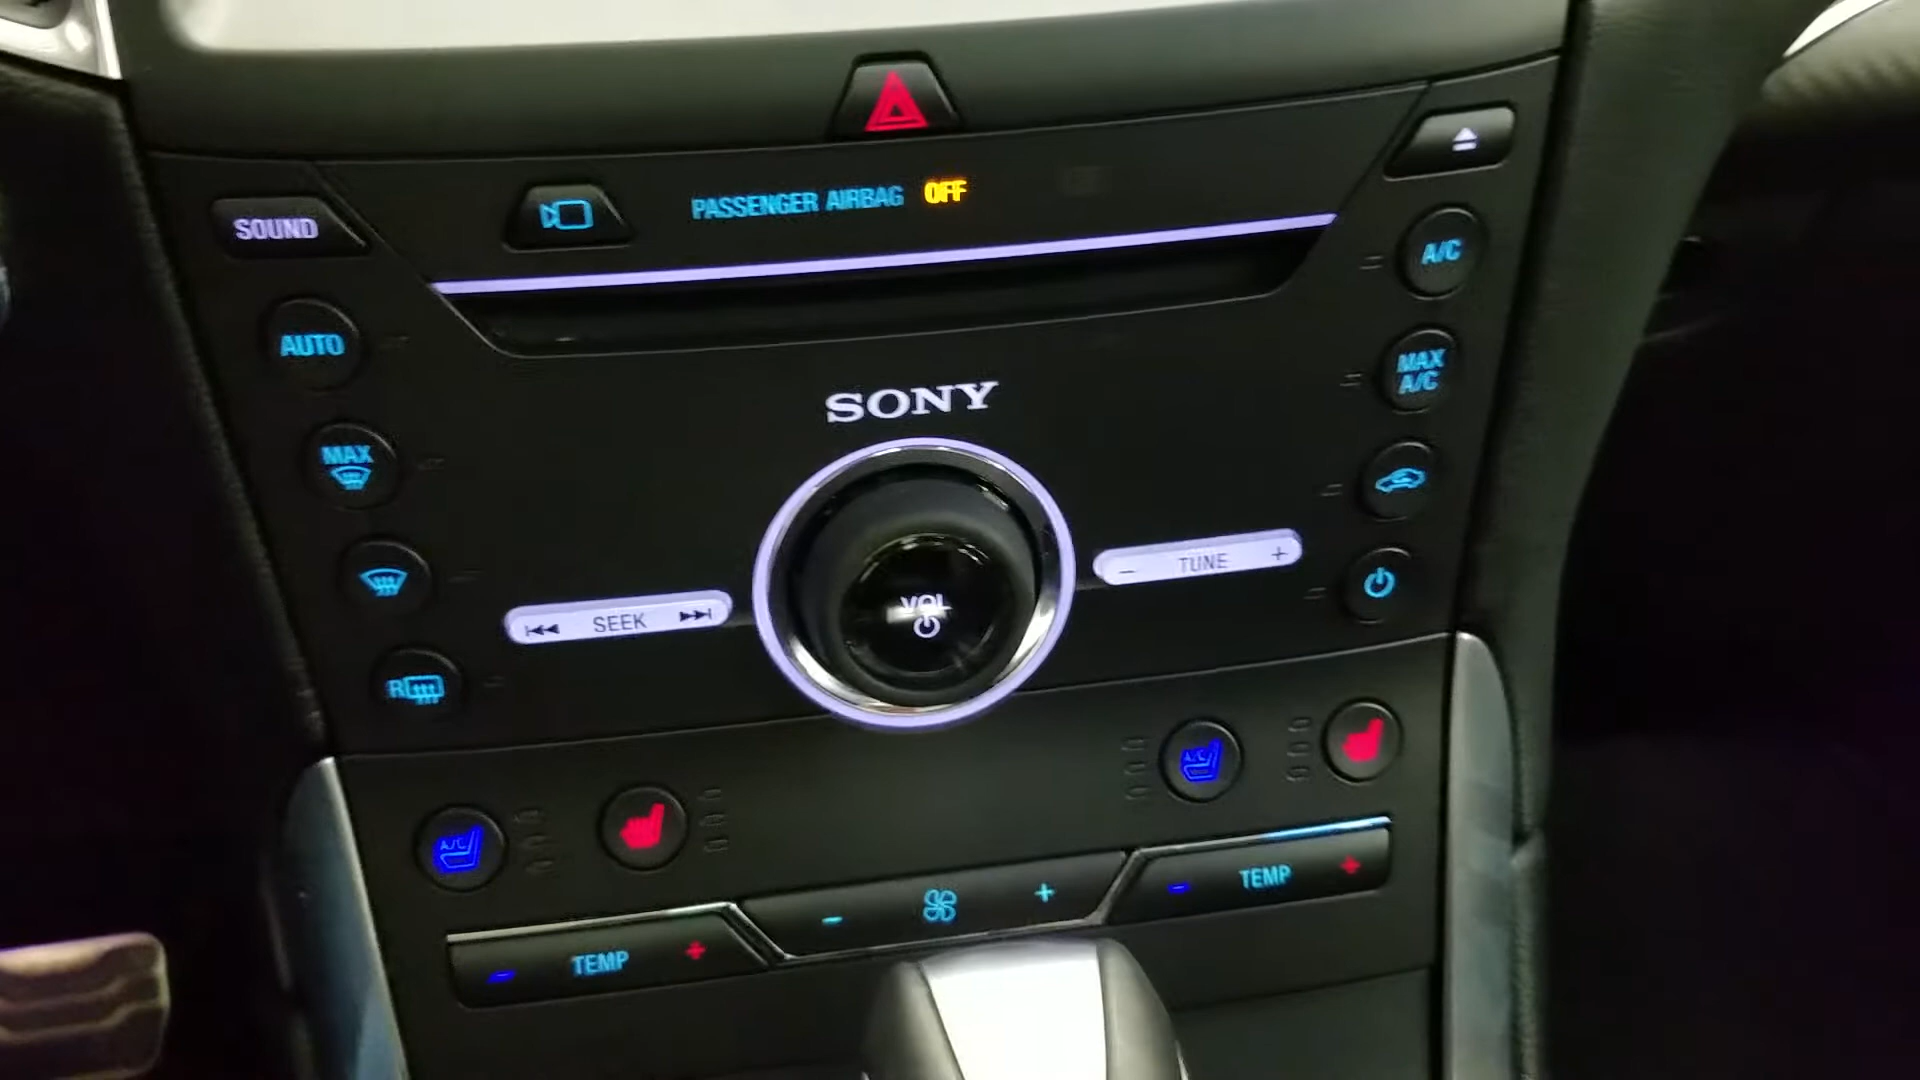 SOUND
PASSENGER AIRBAG OFF
A/C
AUTO
MAX
A/C
SONY
MAX
TUNE
- +
SEEK
VOL
R
A/C
A/C
- TEMP +
- +
- TEMP +